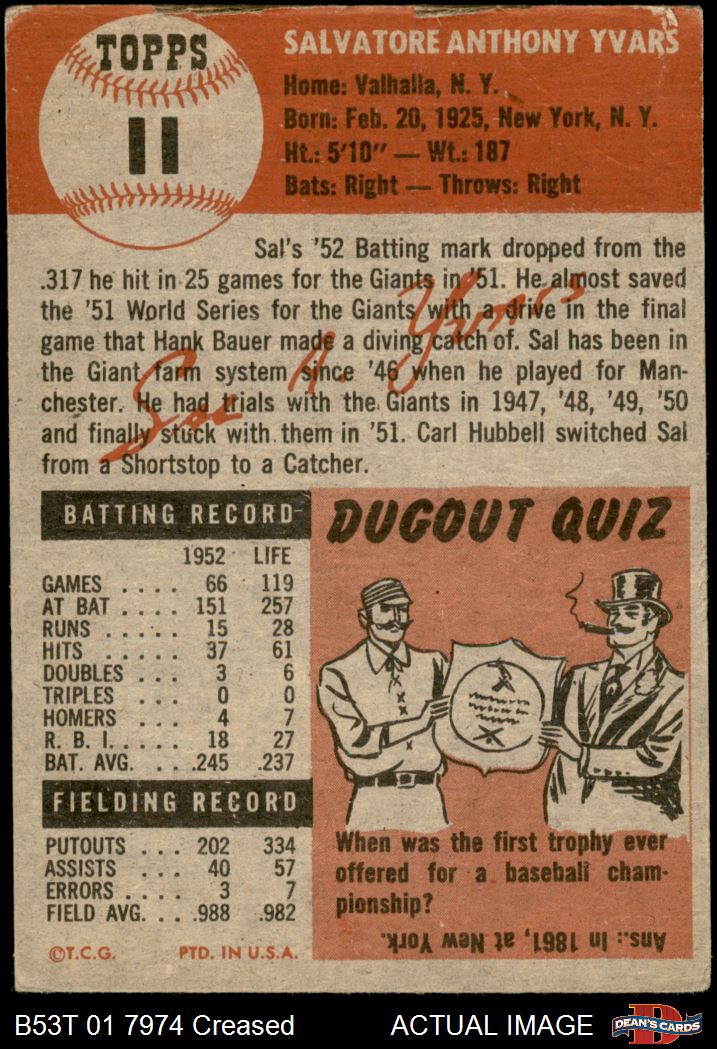 TOPPS
11
SALVATORE ANTHONY YVARS
Home: Valhalla, N. Y.
Born: Feb. 20, 1925, New York, N. Y.
Ht.: 5'10" — Wt.: 187
Bats: Right — Throws: Right
Sal's '52 Batting mark dropped from the
.317 he hit in 25 games for the Giants in '51. He almost saved
the '51 World Series for the Giants with a drive in the final
game that Hank Bauer made a diving catch of. Sal has been in
the Giant farm system since '46 when he played for Man-
chester. He had trials with the Giants in 1947, '48, '49, '50
and finally stuck with them in '51. Carl Hubbell switched Sal
from a Shortstop to a Catcher.
Sal A. Yvars
BATTING RECORD
1952 LIFE
GAMES . . . . 66 119
AT BAT . . . . 151 257
RUNS . . . . . 15 28
HITS . . . . . 37 61
DOUBLES . . . . 3 6
TRIPLES . . . . 0 0
HOMERS . . . . 4 7
R. B. I. . . . . 18 27
BAT. AVG. . . .245 .237
FIELDING RECORD
PUTOUTS . . . 202 334
ASSISTS . . . . 40 57
ERRORS . . . . 3 7
FIELD AVG. . . .988 .982
©T.C.G. PTD. IN U.S.A.
DUGOUT QUIZ
When was the first trophy ever
offered for a baseball cham-
pionship?
Ans.: In 1861, at New York.
B53T 01 7974 Creased ACTUAL IMAGE
DEAN'S CARDS